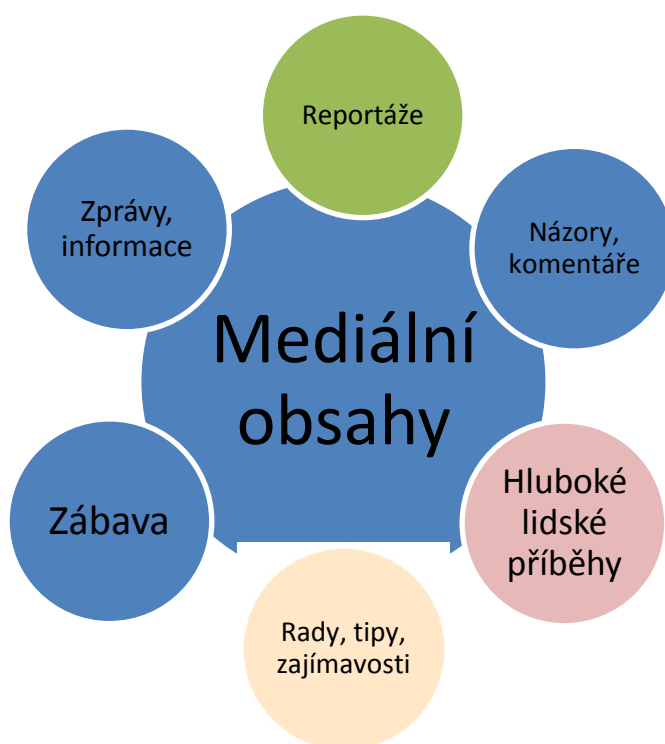 Reportáže
Zprávy,
informace
Názory,
komentáře
Mediální
obsahy
Hluboké
lidské
příběhy
Zábava
Rady, tipy,
zajímavosti